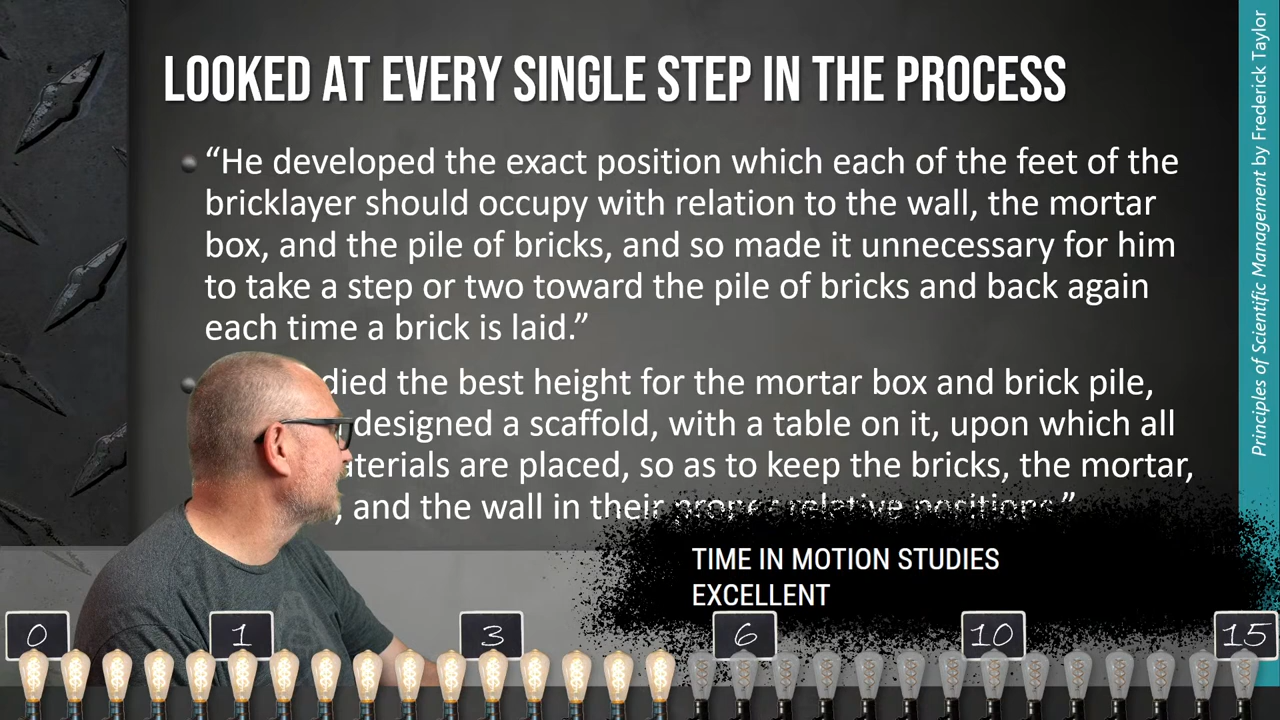 LOOKED AT EVERY SINGLE STEP IN THE PROCESS
“He developed the exact position which each of the feet of the
bricklayer should occupy with relation to the wall, the mortar
box, and the pile of bricks, and so made it unnecessary for him
to take a step or two toward the pile of bricks and back again
each time a brick is laid.”
the best height for the mortar box and brick pile,
designed a scaffold, with a table on it, upon which all
are placed, so as to keep the bricks, the mortar,
, and the wall in their proper relative positions.”
Principles of Scientific Management by Frederick Taylor
TIME IN MOTION STUDIES
EXCELLENT
0 1 3 6 10 15